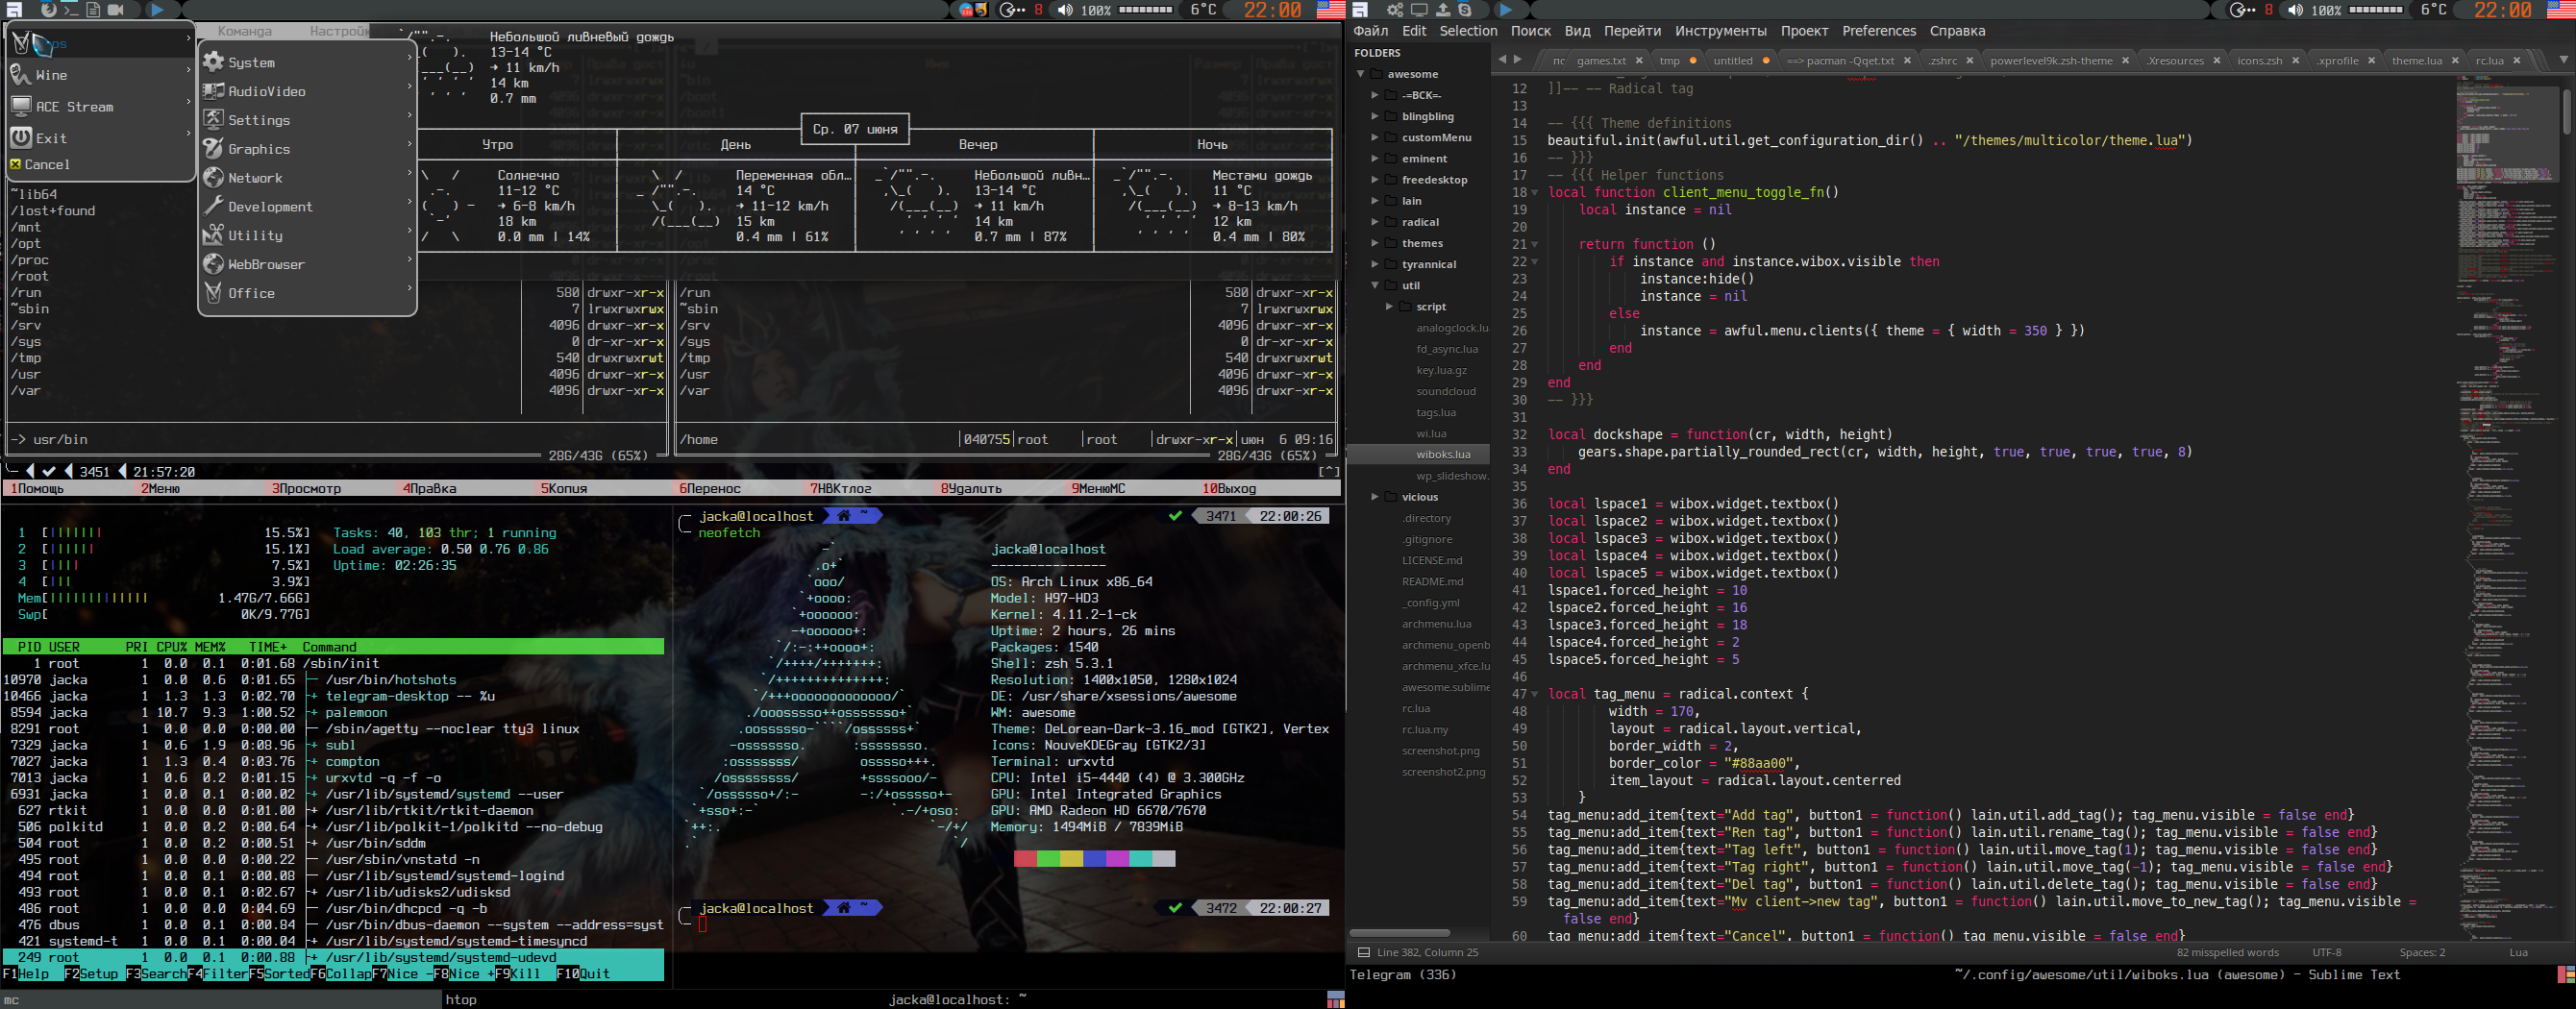 8 100% 6°C 22:00
8 100% 6°C 22:00
Wine
ACE Stream
Exit
Cancel
System
AudioVideo
Settings
Graphics
Network
Development
Utility
WebBrowser
Office
Команда Настройк
Небольшой ливневый дождь
13-14 °C
→ 11 km/h
14 km
0.7 mm
Ср. 07 июня
Утро День Вечер Ночь
Солнечно Переменная обл… Небольшой ливн… Местами дождь
11-12 °C 14 °C 13-14 °C 11 °C
→ 6-8 km/h → 11-12 km/h → 11 km/h → 8-13 km/h
18 km 15 km 14 km 12 km
0.0 mm | 14% 0.4 mm | 61% 0.7 mm | 87% 0.4 mm | 80%
~lib64
/lost+found
/mnt
/opt
/proc
/root
/run 580 drwxr-xr-x /run 580 drwxr-xr-x
~sbin 7 lrwxrwxrwx ~sbin 7 lrwxrwxrwx
/srv 4096 drwxr-xr-x /srv 4096 drwxr-xr-x
/sys 0 dr-xr-xr-x /sys 0 dr-xr-xr-x
/tmp 540 drwxrwxrwt /tmp 540 drwxrwxrwt
/usr 4096 drwxr-xr-x /usr 4096 drwxr-xr-x
/var 4096 drwxr-xr-x /var 4096 drwxr-xr-x
-> usr/bin /home 040755 root root drwxr-xr-x июн 6 09:16
28G/43G (65%) 28G/43G (65%)
3451 21:57:20 [^]
1Помощь 2Меню 3Просмотр 4Правка 5Копия 6Перенос 7НВКтлог 8Удалить 9МенюМС 10Выход
1 [|||||||| 15.5%] Tasks: 40, 103 thr; 1 running
2 [||||||| 15.1%] Load average: 0.50 0.76 0.86
3 [||||| 7.5%] Uptime: 02:26:35
4 [|||| 3.9%]
Mem[|||||||||||||||| 1.47G/7.66G]
Swp[ 0K/9.77G]
PID USER PRI CPU% MEM% TIME+ Command
1 root 1 0.0 0.1 0:01.68 /sbin/init
10970 jacka 1 0.0 0.6 0:01.65 /usr/bin/hotshots
10466 jacka 1 1.3 1.3 0:02.70 telegram-desktop -- %u
8594 jacka 1 10.7 9.3 1:00.52 palemoon
8291 root 1 0.0 0.0 0:00.00 /sbin/agetty --noclear tty3 linux
7329 jacka 1 0.6 1.9 0:08.96 subl
7027 jacka 1 1.3 0.4 0:03.76 compton
7013 jacka 1 0.6 0.2 0:01.15 urxvtd -q -f -o
6931 jacka 1 0.0 0.1 0:00.02 /usr/lib/systemd/systemd --user
627 rtkit 1 0.0 0.0 0:01.00 /usr/lib/rtkit/rtkit-daemon
506 polkitd 1 0.0 0.2 0:00.64 /usr/lib/polkit-1/polkitd --no-debug
504 root 1 0.0 0.2 0:00.51 /usr/bin/sddm
495 root 1 0.0 0.0 0:00.22 /usr/sbin/vnstatd -n
494 root 1 0.0 0.1 0:00.08 /usr/lib/systemd/systemd-logind
493 root 1 0.0 0.1 0:02.67 /usr/lib/udisks2/udisksd
486 root 1 0.0 0.0 0:04.69 /usr/bin/dhcpcd -q -b
476 dbus 1 0.0 0.1 0:00.84 /usr/bin/dbus-daemon --system --address=syst
421 systemd-t 1 0.0 0.1 0:00.04 /usr/lib/systemd/systemd-timesyncd
249 root 1 0.0 0.1 0:00.88 /usr/lib/systemd/systemd-udevd
F1Help F2Setup F3Search F4Filter F5Sorted F6Collap F7Nice - F8Nice + F9Kill F10Quit
jacka@localhost ~ 3471 22:00:26
neofetch
jacka@localhost
---------------
OS: Arch Linux x86_64
Model: H97-HD3
Kernel: 4.11.2-1-ck
Uptime: 2 hours, 26 mins
Packages: 1540
Shell: zsh 5.3.1
Resolution: 1400x1050, 1280x1024
DE: /usr/share/xsessions/awesome
WM: awesome
Theme: DeLorean-Dark-3.16_mod [GTK2], Vertex
Icons: NouveKDEGray [GTK2/3]
Terminal: urxvtd
CPU: Intel i5-4440 (4) @ 3.300GHz
GPU: Intel Integrated Graphics
GPU: AMD Radeon HD 6670/7670
Memory: 1494MiB / 7839MiB
jacka@localhost ~ 3472 22:00:27
mc htop jacka@localhost: ~
Файл Edit Selection Поиск Вид Перейти Инструменты Проект Preferences Справка
games.txt tmp untitled ==> pacman -Qqet.txt .zshrc powerlevel9k.zsh-theme .Xresources icons.zsh .xprofile theme.lua rc.lua
FOLDERS
awesome
-=BCK=-
blingbling
customMenu
eminent
freedesktop
lain
radical
themes
tyrannical
util
script
analogclock.lu
fd_async.lua
key.lua.gz
soundcloud
tags.lua
wi.lua
wiboks.lua
wp_slideshow.
vicious
.directory
.gitignore
LICENSE.md
README.md
_config.yml
archmenu.lua
archmenu_openb
archmenu_xfce.lu
awesome.sublime
rc.lua
rc.lua.my
screenshot.png
screenshot2.png
12 ]]-- -- Radical tag
13
14 -- {{{ Theme definitions
15 beautiful.init(awful.util.get_configuration_dir() .. "/themes/multicolor/theme.lua")
16 -- }}}
17 -- {{{ Helper functions
18 local function client_menu_toggle_fn()
19 local instance = nil
20
21 return function ()
22 if instance and instance.wibox.visible then
23 instance:hide()
24 instance = nil
25 else
26 instance = awful.menu.clients({ theme = { width = 350 } })
27 end
28 end
29 end
30 -- }}}
31
32 local dockshape = function(cr, width, height)
33 gears.shape.partially_rounded_rect(cr, width, height, true, true, true, true, 8)
34 end
35
36 local lspace1 = wibox.widget.textbox()
37 local lspace2 = wibox.widget.textbox()
38 local lspace3 = wibox.widget.textbox()
39 local lspace4 = wibox.widget.textbox()
40 local lspace5 = wibox.widget.textbox()
41 lspace1.forced_height = 10
42 lspace2.forced_height = 16
43 lspace3.forced_height = 18
44 lspace4.forced_height = 2
45 lspace5.forced_height = 5
46
47 local tag_menu = radical.context {
48 width = 170,
49 layout = radical.layout.vertical,
50 border_width = 2,
51 border_color = "#88aa00",
52 item_layout = radical.layout.centerred
53 }
54 tag_menu:add_item{text="Add tag", button1 = function() lain.util.add_tag(); tag_menu.visible = false end}
55 tag_menu:add_item{text="Ren tag", button1 = function() lain.util.rename_tag(); tag_menu.visible = false end}
56 tag_menu:add_item{text="Tag left", button1 = function() lain.util.move_tag(1); tag_menu.visible = false end}
57 tag_menu:add_item{text="Tag right", button1 = function() lain.util.move_tag(-1); tag_menu.visible = false end}
58 tag_menu:add_item{text="Del tag", button1 = function() lain.util.delete_tag(); tag_menu.visible = false end}
59 tag_menu:add_item{text="Mv client->new tag", button1 = function() lain.util.move_to_new_tag(); tag_menu.visible =
false end}
60 tag_menu:add_item{text="Cancel", button1 = function() tag_menu.visible = false end}
Line 382, Column 25 82 misspelled words UTF-8 Spaces: 2 Lua
Telegram (336) ~/.config/awesome/util/wiboks.lua (awesome) - Sublime Text